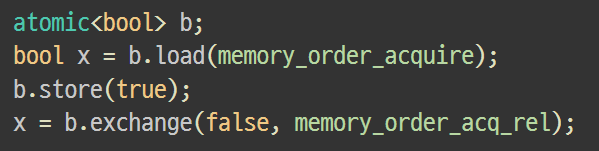 atomic<bool> b;
bool x = b.load(memory_order_acquire);
b.store(true);
x = b.exchange(false, memory_order_acq_rel);